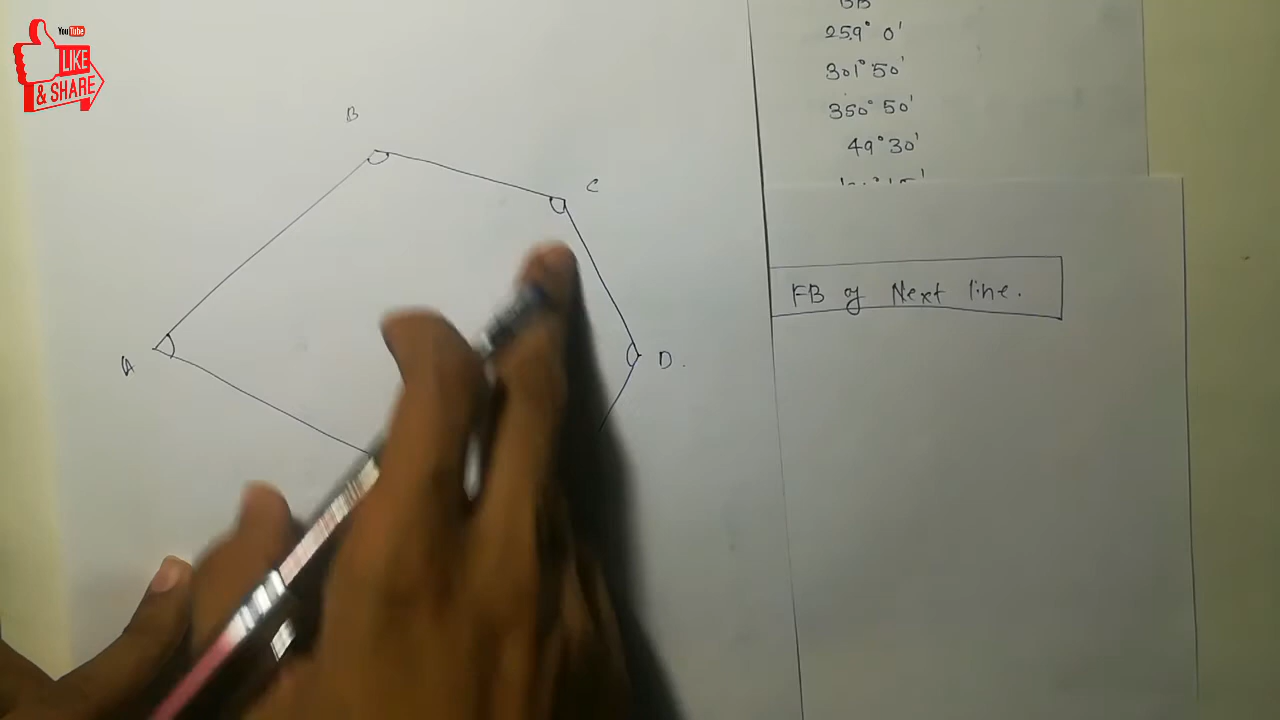 YouTube
LIKE
& SHARE
B
C
A
D.
BB
259° 0'
301° 50'
350° 50'
49° 30'
FB of Next line.